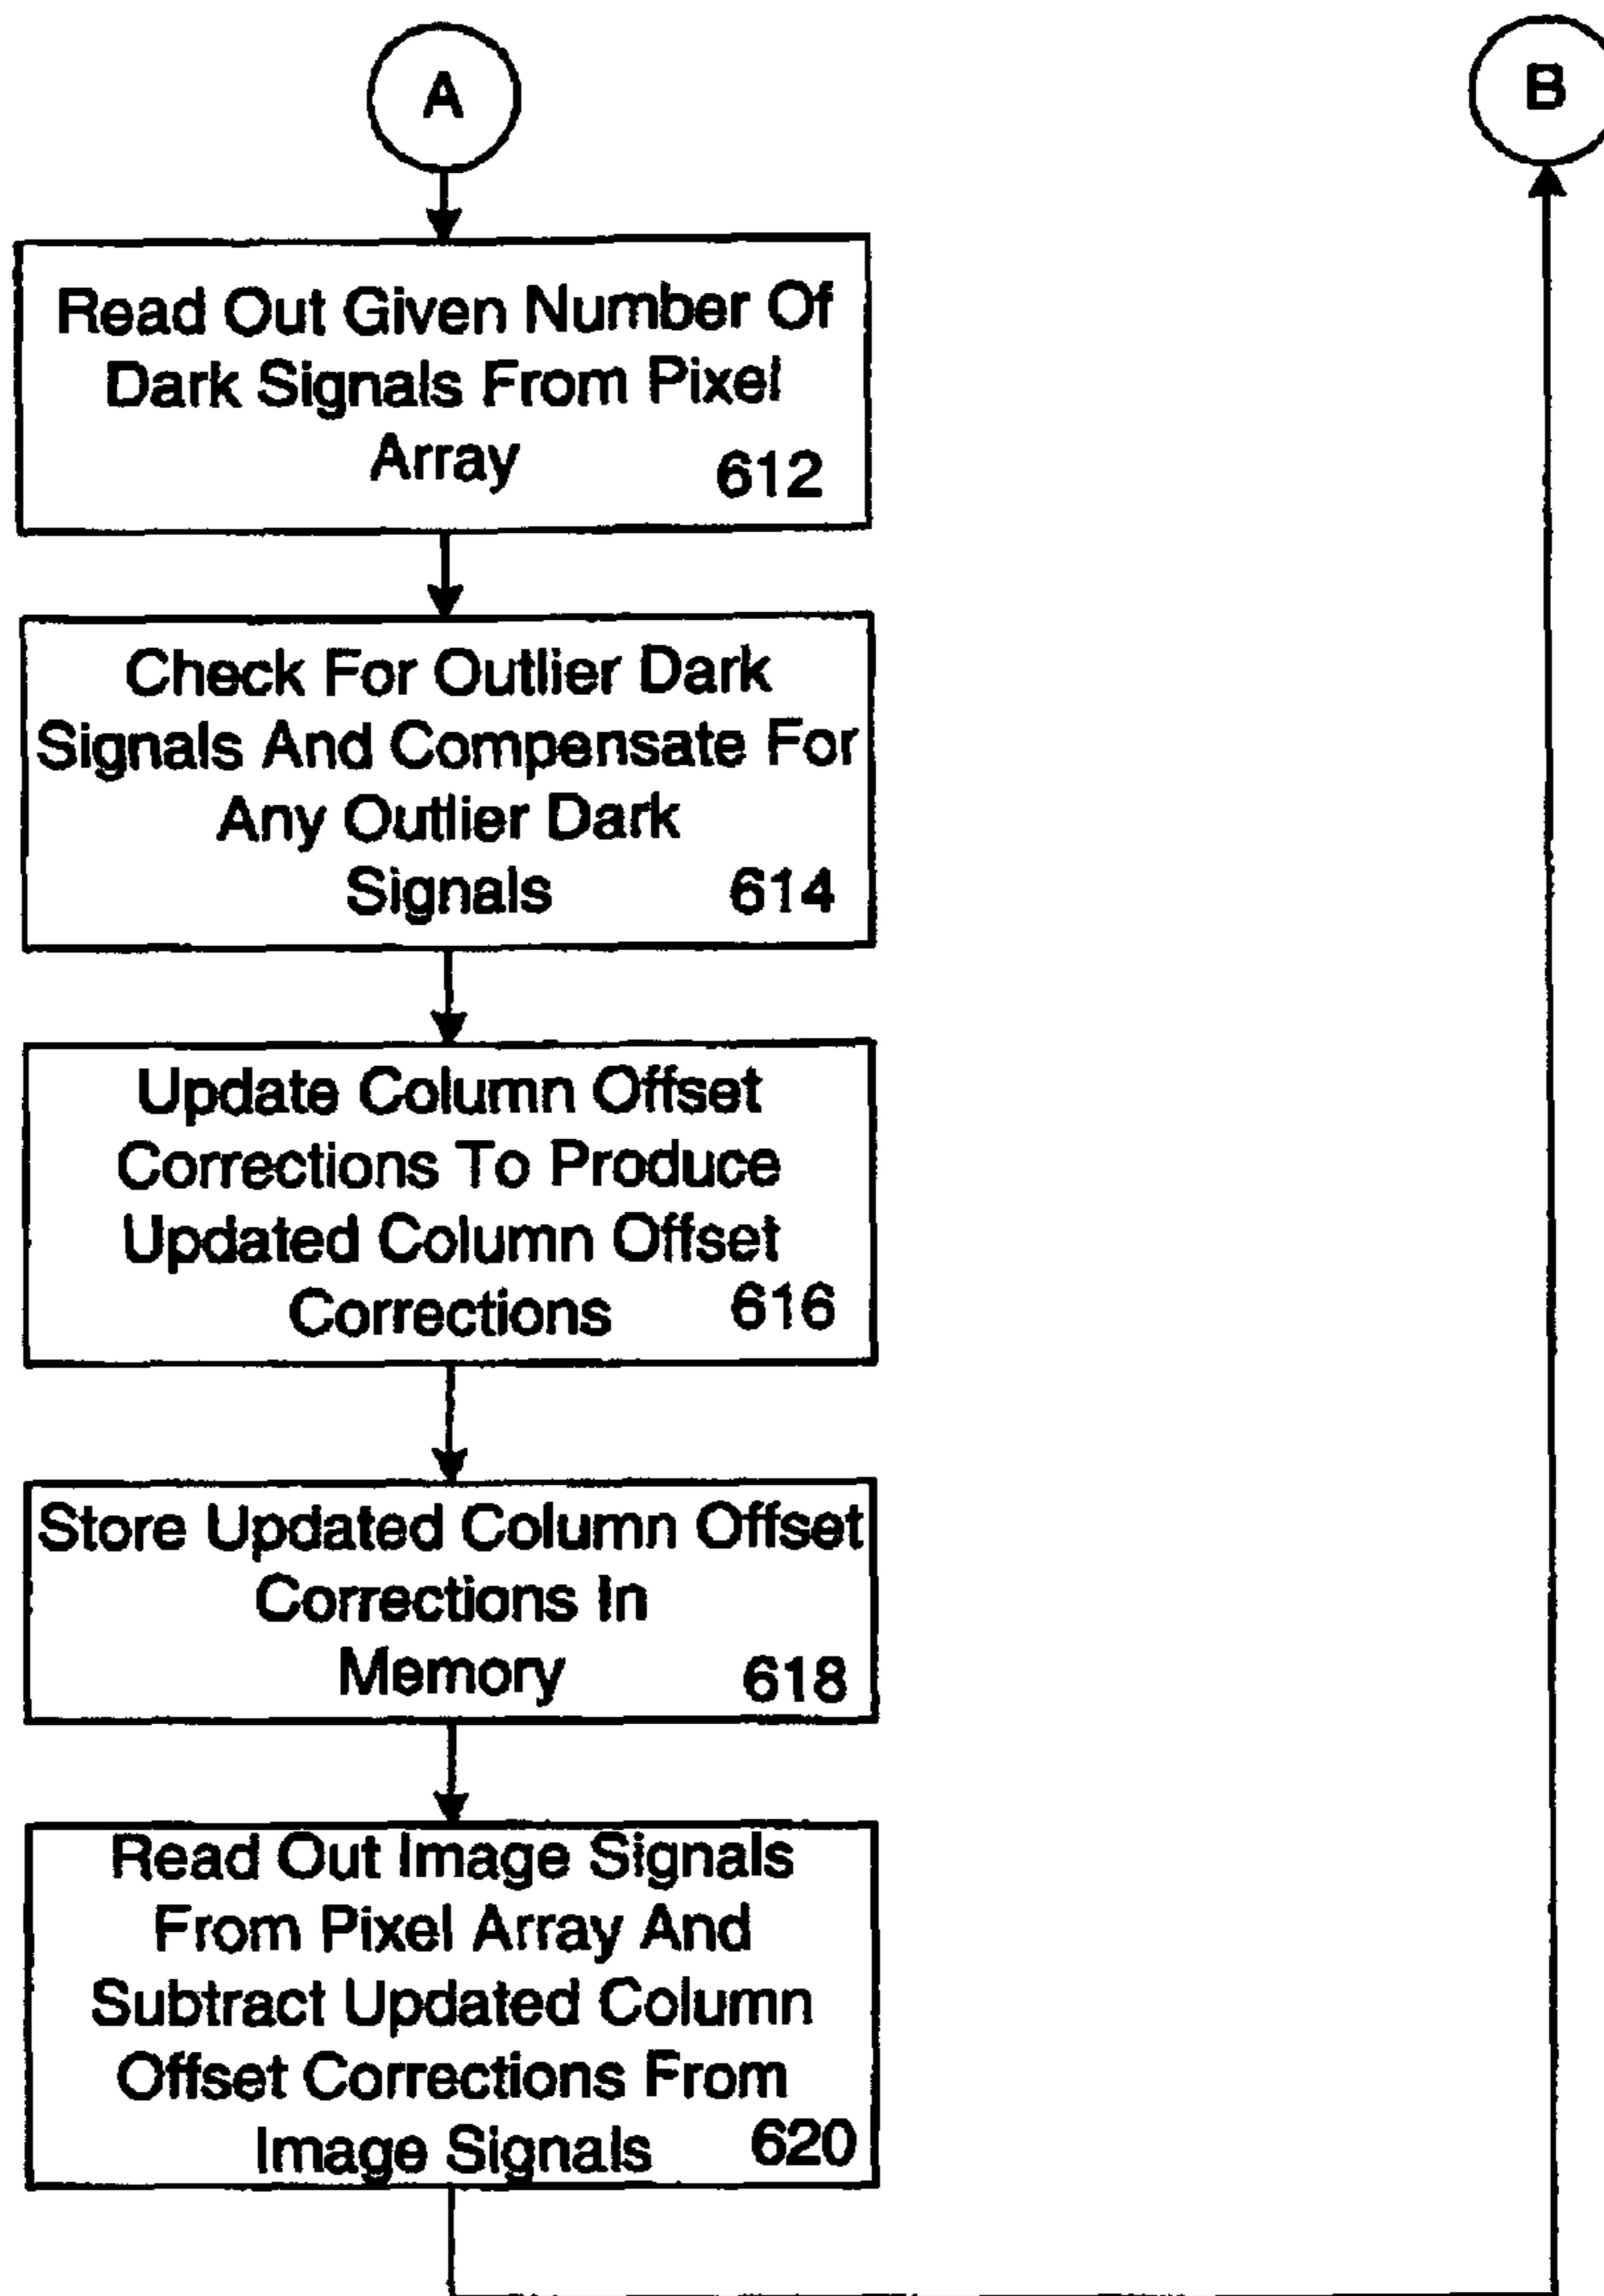 A
B
Read Out Given Number Of
Dark Signals From Pixel
Array 612
Check For Outlier Dark
Signals And Compensate For
Any Outlier Dark
Signals 614
Update Column Offset
Corrections To Produce
Updated Column Offset
Corrections 616
Store Updated Column Offset
Corrections In
Memory 618
Read Out Image Signals
From Pixel Array And
Subtract Updated Column
Offset Corrections From
Image Signals 620